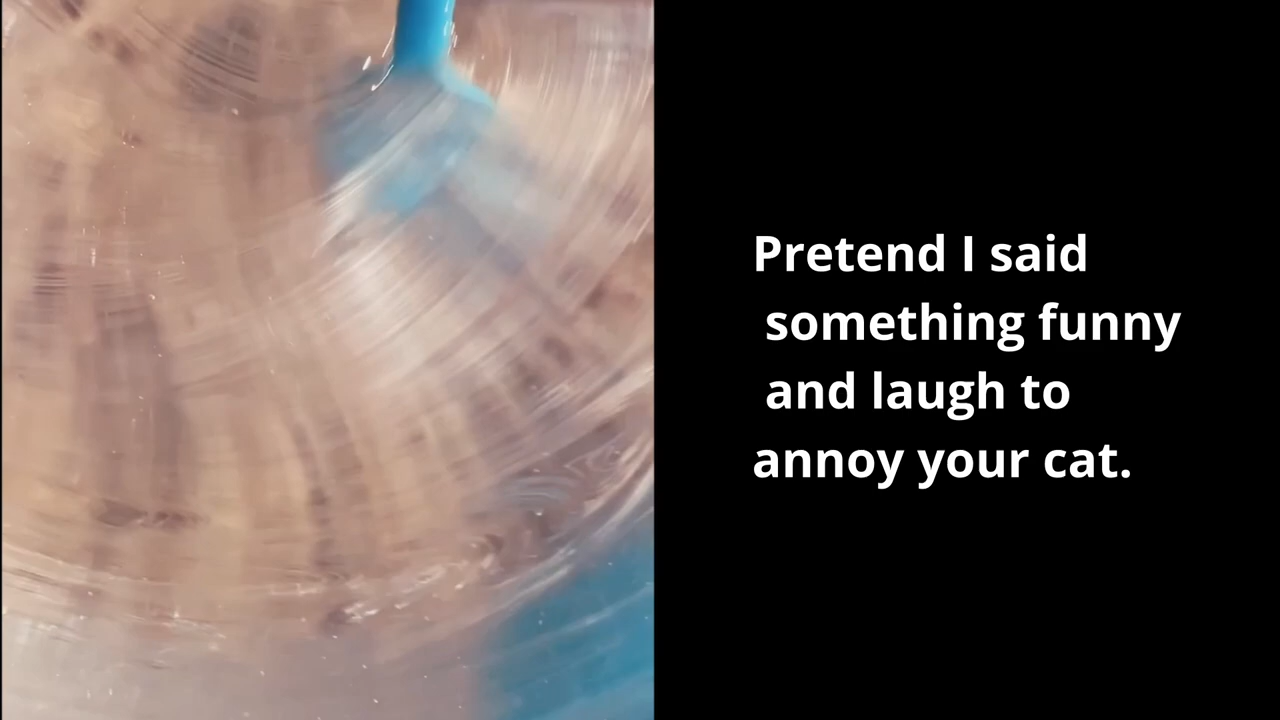 Pretend I said
something funny
and laugh to
annoy your cat.